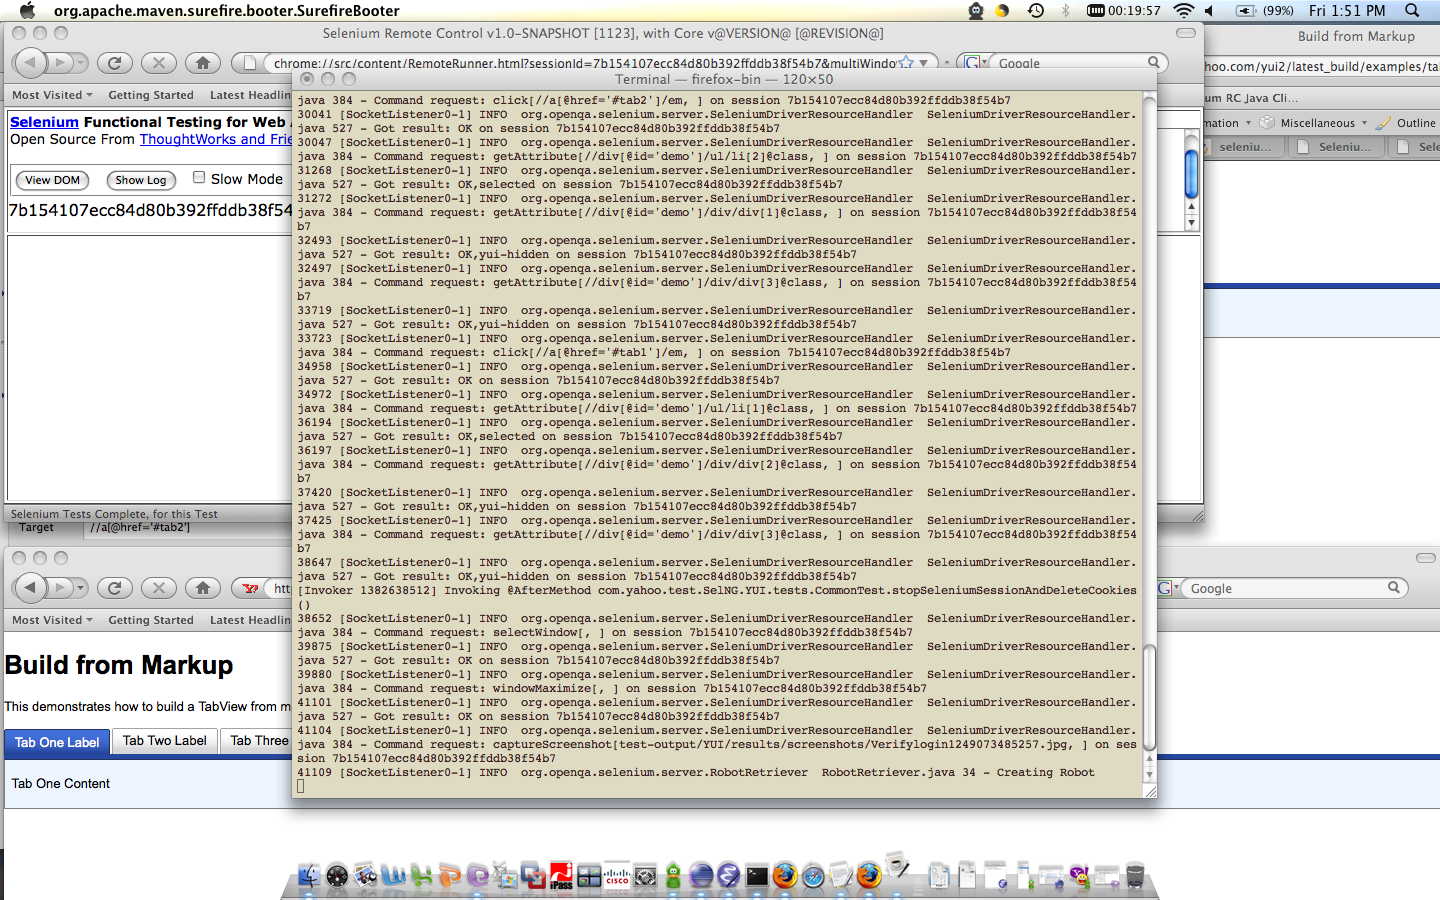 org.apache.maven.surefire.booter.SurefireBooter
00:19:57
(99%)
Fri 1:51 PM
Selenium Remote Control v1.0-SNAPSHOT [1123], with Core v@VERSION@ [@REVISION@]
Build from Markup
chrome://src/content/RemoteRunner.html?sessionId=7b154107ecc84d80b392ffddb38f54b7&multiWindo
Google
hoo.com/yui2/latest_build/examples/ta
Most Visited
Getting Started
Latest Headlin
um RC Java Cli...
mation
Miscellaneous
Outline
seleniu...
Seleniu...
Sele
Selenium Functional Testing for Web
Open Source From ThoughtWorks and Frie
View DOM
Show Log
Slow Mode
7b154107ecc84d80b392ffddb38f54
Selenium Tests Complete, for this Test
Target
//a[@href='#tab2']
Terminal — firefox-bin — 120×50
java 384 - Command request: click[//a[@href='#tab2']/em, ] on session 7b154107ecc84d80b392ffddb38f54b7
30041 [SocketListener0-1] INFO  org.openqa.selenium.server.SeleniumDriverResourceHandler  SeleniumDriverResourceHandler.
java 527 - Got result: OK on session 7b154107ecc84d80b392ffddb38f54b7
30047 [SocketListener0-1] INFO  org.openqa.selenium.server.SeleniumDriverResourceHandler  SeleniumDriverResourceHandler.
java 384 - Command request: getAttribute[//div[@id='demo']/ul/li[2]@class, ] on session 7b154107ecc84d80b392ffddb38f54b7
31268 [SocketListener0-1] INFO  org.openqa.selenium.server.SeleniumDriverResourceHandler  SeleniumDriverResourceHandler.
java 527 - Got result: OK,selected on session 7b154107ecc84d80b392ffddb38f54b7
31272 [SocketListener0-1] INFO  org.openqa.selenium.server.SeleniumDriverResourceHandler  SeleniumDriverResourceHandler.
java 384 - Command request: getAttribute[//div[@id='demo']/div/div[1]@class, ] on session 7b154107ecc84d80b392ffddb38f54
b7
32493 [SocketListener0-1] INFO  org.openqa.selenium.server.SeleniumDriverResourceHandler  SeleniumDriverResourceHandler.
java 527 - Got result: OK,yui-hidden on session 7b154107ecc84d80b392ffddb38f54b7
32497 [SocketListener0-1] INFO  org.openqa.selenium.server.SeleniumDriverResourceHandler  SeleniumDriverResourceHandler.
java 384 - Command request: getAttribute[//div[@id='demo']/div/div[3]@class, ] on session 7b154107ecc84d80b392ffddb38f54
b7
33719 [SocketListener0-1] INFO  org.openqa.selenium.server.SeleniumDriverResourceHandler  SeleniumDriverResourceHandler.
java 527 - Got result: OK,yui-hidden on session 7b154107ecc84d80b392ffddb38f54b7
33723 [SocketListener0-1] INFO  org.openqa.selenium.server.SeleniumDriverResourceHandler  SeleniumDriverResourceHandler.
java 384 - Command request: click[//a[@href='#tab1']/em, ] on session 7b154107ecc84d80b392ffddb38f54b7
34958 [SocketListener0-1] INFO  org.openqa.selenium.server.SeleniumDriverResourceHandler  SeleniumDriverResourceHandler.
java 527 - Got result: OK on session 7b154107ecc84d80b392ffddb38f54b7
34972 [SocketListener0-1] INFO  org.openqa.selenium.server.SeleniumDriverResourceHandler  SeleniumDriverResourceHandler.
java 384 - Command request: getAttribute[//div[@id='demo']/ul/li[1]@class, ] on session 7b154107ecc84d80b392ffddb38f54b7
36194 [SocketListener0-1] INFO  org.openqa.selenium.server.SeleniumDriverResourceHandler  SeleniumDriverResourceHandler.
java 527 - Got result: OK,selected on session 7b154107ecc84d80b392ffddb38f54b7
36197 [SocketListener0-1] INFO  org.openqa.selenium.server.SeleniumDriverResourceHandler  SeleniumDriverResourceHandler.
java 384 - Command request: getAttribute[//div[@id='demo']/div/div[2]@class, ] on session 7b154107ecc84d80b392ffddb38f54
b7
37420 [SocketListener0-1] INFO  org.openqa.selenium.server.SeleniumDriverResourceHandler  SeleniumDriverResourceHandler.
java 527 - Got result: OK,yui-hidden on session 7b154107ecc84d80b392ffddb38f54b7
37425 [SocketListener0-1] INFO  org.openqa.selenium.server.SeleniumDriverResourceHandler  SeleniumDriverResourceHandler.
java 384 - Command request: getAttribute[//div[@id='demo']/div/div[3]@class, ] on session 7b154107ecc84d80b392ffddb38f54
b7
38647 [SocketListener0-1] INFO  org.openqa.selenium.server.SeleniumDriverResourceHandler  SeleniumDriverResourceHandler.
java 527 - Got result: OK,yui-hidden on session 7b154107ecc84d80b392ffddb38f54b7
[Invoker 1382638512] Invoking @AfterMethod com.yahoo.test.SelNG.YUI.tests.CommonTest.stopSeleniumSessionAndDeleteCookies
()
38652 [SocketListener0-1] INFO  org.openqa.selenium.server.SeleniumDriverResourceHandler  SeleniumDriverResourceHandler.
java 384 - Command request: selectWindow[, ] on session 7b154107ecc84d80b392ffddb38f54b7
39875 [SocketListener0-1] INFO  org.openqa.selenium.server.SeleniumDriverResourceHandler  SeleniumDriverResourceHandler.
java 527 - Got result: OK on session 7b154107ecc84d80b392ffddb38f54b7
39880 [SocketListener0-1] INFO  org.openqa.selenium.server.SeleniumDriverResourceHandler  SeleniumDriverResourceHandler.
java 384 - Command request: windowMaximize[, ] on session 7b154107ecc84d80b392ffddb38f54b7
41101 [SocketListener0-1] INFO  org.openqa.selenium.server.SeleniumDriverResourceHandler  SeleniumDriverResourceHandler.
java 527 - Got result: OK on session 7b154107ecc84d80b392ffddb38f54b7
41104 [SocketListener0-1] INFO  org.openqa.selenium.server.SeleniumDriverResourceHandler  SeleniumDriverResourceHandler.
java 384 - Command request: captureScreenshot[test-output/YUI/results/screenshots/Verifylogin1249073485257.jpg, ] on ses
sion 7b154107ecc84d80b392ffddb38f54b7
41109 [SocketListener0-1] INFO  org.openqa.selenium.server.RobotRetriever  RobotRetriever.java 34 - Creating Robot
htt
Google
Most Visited
Getting Started
Latest Headlin
Build from Markup
This demonstrates how to build a TabView from m
Tab One Label
Tab Two Label
Tab Three
Tab One Content
iPass
CISCO